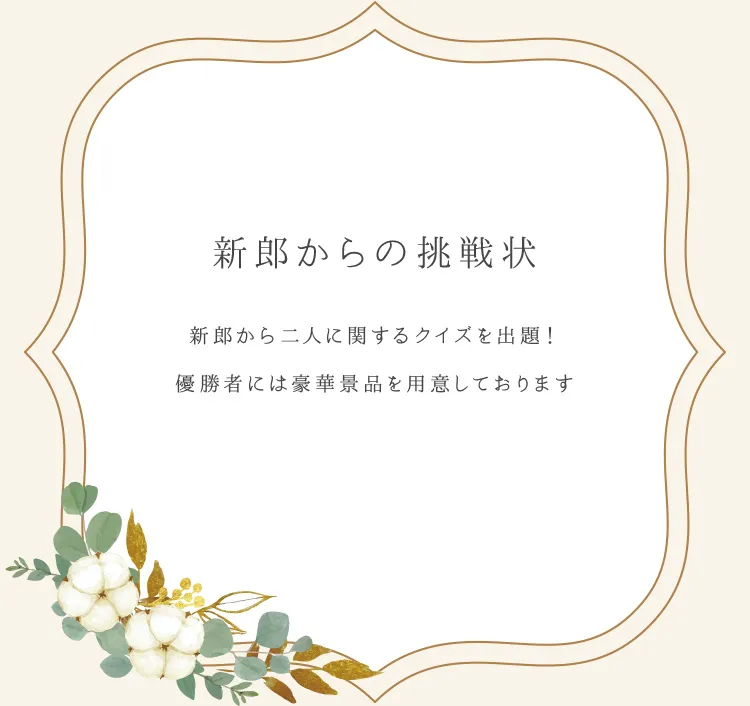 新郎からの挑戦状
新郎から二人に関するクイズを出題！
優勝者には豪華景品を用意しております